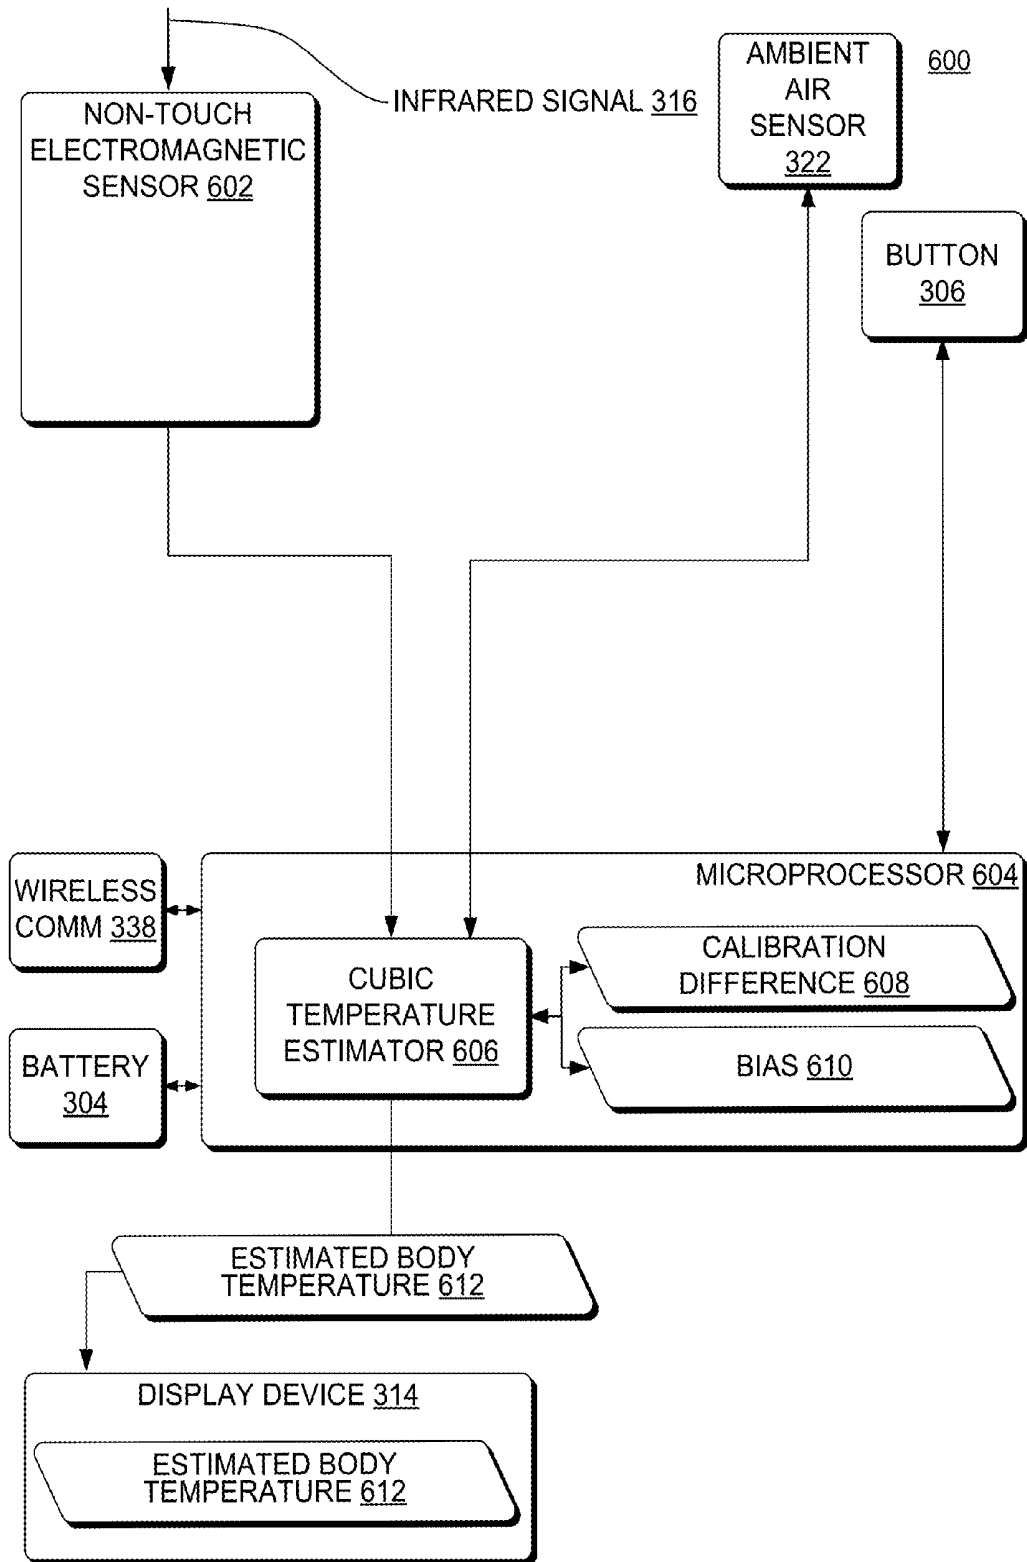 AMBIENT
AIR
SENSOR
322
600
INFRARED SIGNAL 316
NON-TOUCH
ELECTROMAGNETIC
SENSOR 602
BUTTON
306
MICROPROCESSOR 604
WIRELESS
COMM 338
CALIBRATION
DIFFERENCE 608
CUBIC
TEMPERATURE
ESTIMATOR 606
BIAS 610
BATTERY
304
ESTIMATED BODY
TEMPERATURE 612
DISPLAY DEVICE 314
ESTIMATED BODY
TEMPERATURE 612